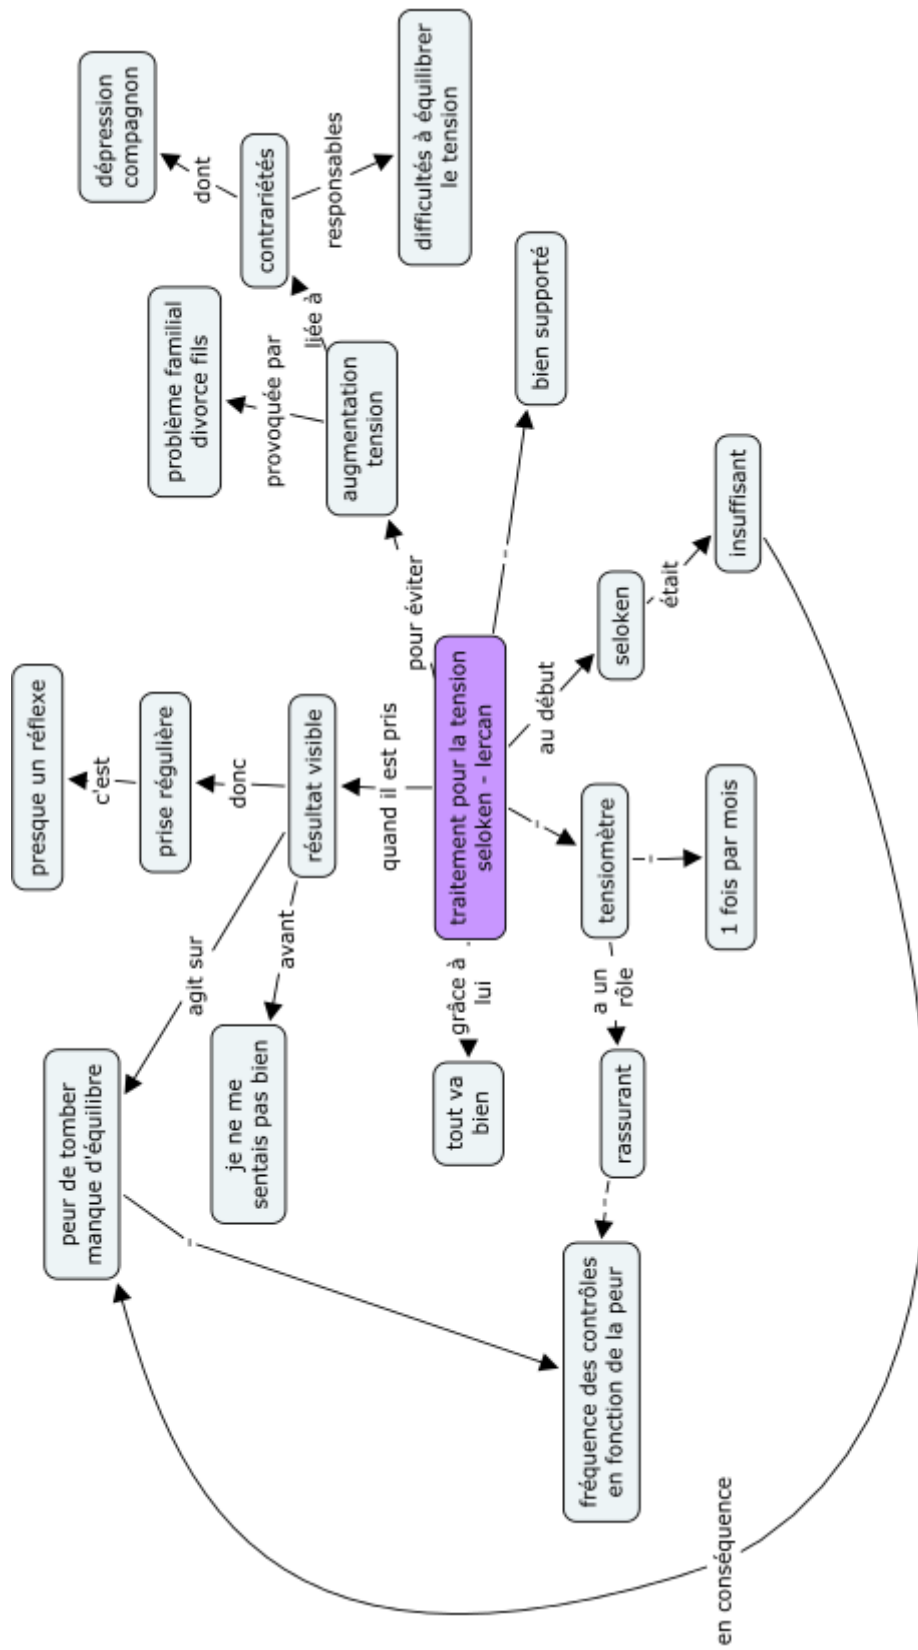 presque un réflexe
c'est
prise régulière
donc
résultat visible
quand il est pris
agit sur
avant
peur de tomber
manque d'équilibre
je ne me
sentais pas bien
dépression
compagnon
dont
contrariétés
responsables
difficultés à équilibrer
le tension
liée à
problème familial
divorce fils
provoquée par
augmentation
tension
pour éviter
traitement pour la tension
seloken - lercan
-
bien supporté
grâce à
lui
tout va
bien
au début
seloken
était
insuffisant
-
tensiomètre
-
1 fois par mois
a un
rôle
rassurant
-
-
fréquence des contrôles
en fonction de la peur
en conséquence